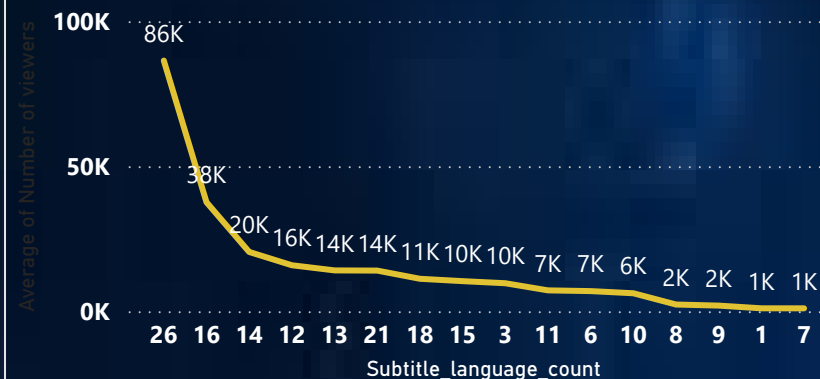 Average of Number of viewers
100K
50K
0K
86K
38K
20K
16K
14K
14K
11K
10K
10K
7K
7K
6K
2K
2K
1K
1K
26 16 14 12 13 21 18 15 3 11 6 10 8 9 1 7
Subtitle_language_count